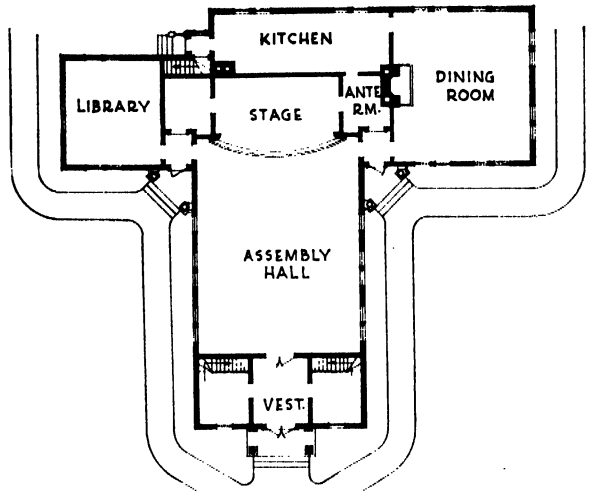 KITCHEN
LIBRARY
STAGE
ANTE
RM.
DINING
ROOM
ASSEMBLY
HALL
VEST.